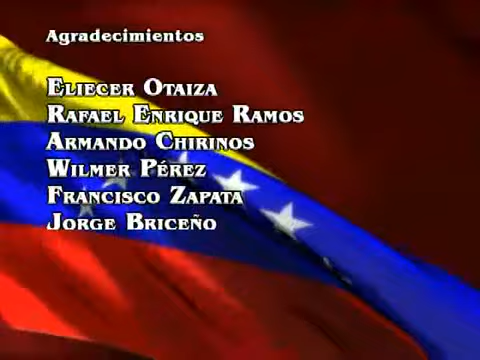 Agradecimientos
Eliecer Otaiza
Rafael Enrique Ramos
Armando Chirinos
Wilmer Pérez
Francisco Zapata
Jorge Briceño